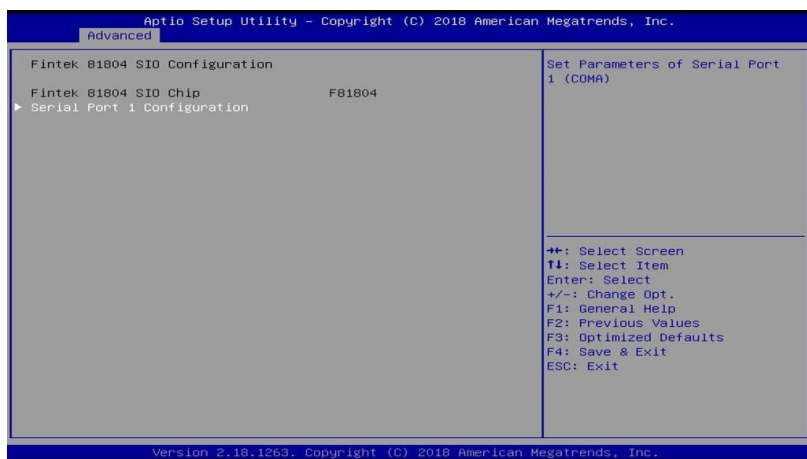 Aptio Setup Utility – Copyright (C) 2018 American Megatrends, Inc.
Advanced
Fintek 81804 SIO Configuration
Fintek 81804 SIO Chip F81804
▶ Serial Port 1 Configuration
Set Parameters of Serial Port
1 (COMA)
→←: Select Screen
↑↓: Select Item
Enter: Select
+/-: Change Opt.
F1: General Help
F2: Previous Values
F3: Optimized Defaults
F4: Save & Exit
ESC: Exit
Version 2.18.1263. Copyright (C) 2018 American Megatrends, Inc.